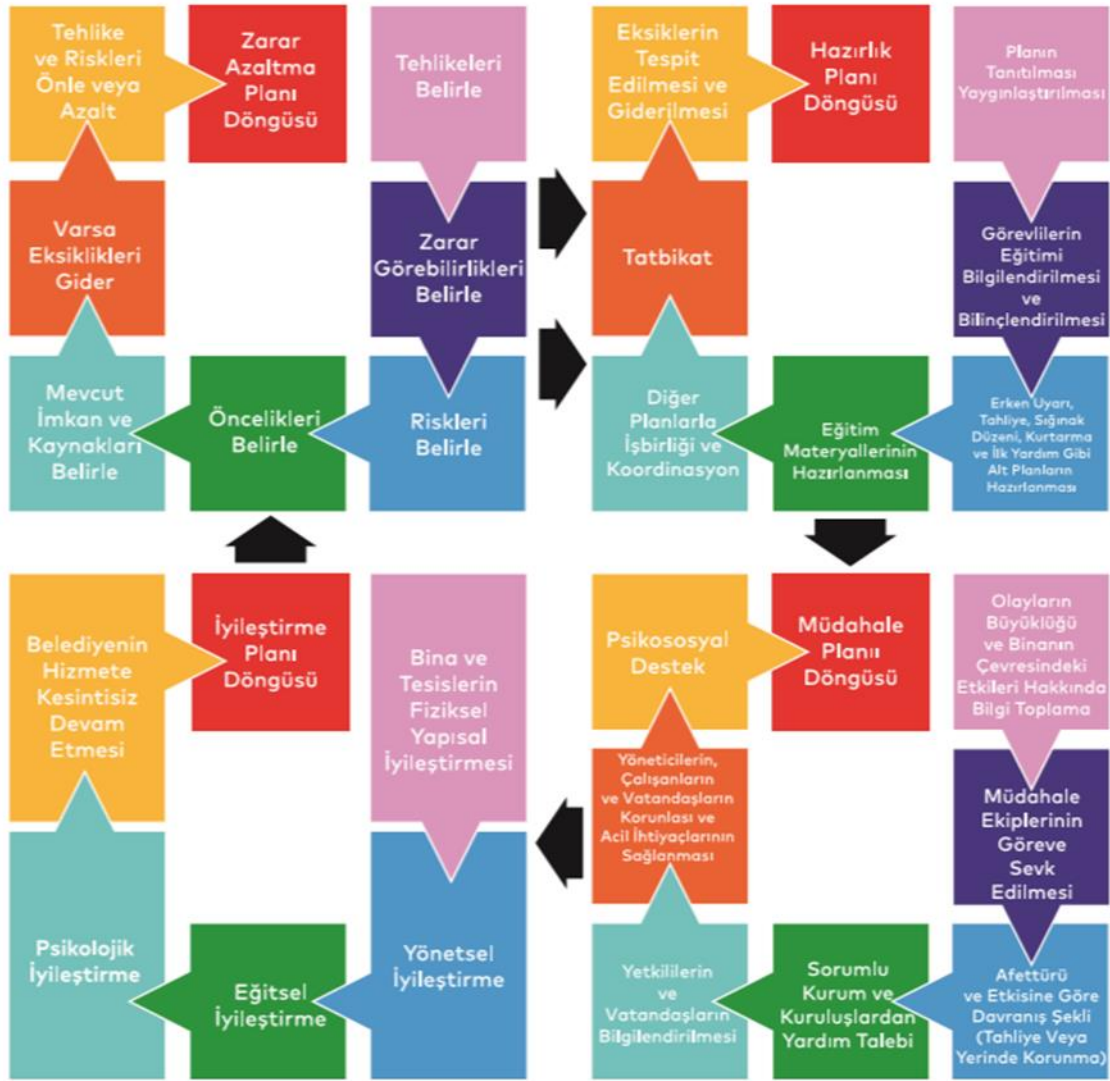 Tehlike
ve Riskleri
Önle veya
Azalt
Zarar
Azaltma
Planı
Döngüsü
Tehlikeleri
Belirle
Varsa
Eksiklikleri
Gider
Zarar
Görebilirlikleri
Belirle
Mevcut
İmkan ve
Kaynakları
Belirle
Öncelikleri
Belirle
Riskleri
Belirle
Eksiklerin
Tespit
Edilmesi ve
Giderilmesi
Hazırlık
Planı
Döngüsü
Planın
Tanıtılması
Yaygınlaştırılması
Tatbikat
Görevlilerin
Eğitimi
Bilgilendirilmesi
ve
Bilinçlendirilmesi
Diğer
Planlarla
İşbirliği ve
Koordinasyon
Eğitim
Materyallerinin
Hazırlanması
Erken Uyarı,
Tahliye, Sığınak
Düzeni, Kurtarma
ve İlk Yardım Gibi
Alt Planların
Hazırlanması
Belediyenin
Hizmete
Kesintisiz
Devam
Etmesi
İyileştirme
Planı
Döngüsü
Bina ve
Tesislerin
Fiziksel
Yapısal
İyileştirmesi
Psikolojik
İyileştirme
Eğitsel
İyileştirme
Yönetsel
İyileştirme
Psikososyal
Destek
Müdahale
Planıı
Döngüsü
Olayların
Büyüklüğü
ve Binanın
Çevresindeki
Etkileri Hakkında
Bilgi Toplama
Yöneticilerin,
Çalışanların
ve Vatandaşların
Korunlası ve
Acil İhtiyaçlarının
Sağlanması
Müdahale
Ekiplerinin
Göreve
Sevk
Edilmesi
Yetkililerin
ve
Vatandaşların
Bilgilendirilmesi
Sorumlu
Kurum ve
Kuruluşlardan
Yardım Talebi
Afettürü
ve Etkisine Göre
Davranış Şekli
(Tahliye Veya
Yerinde Korunma)